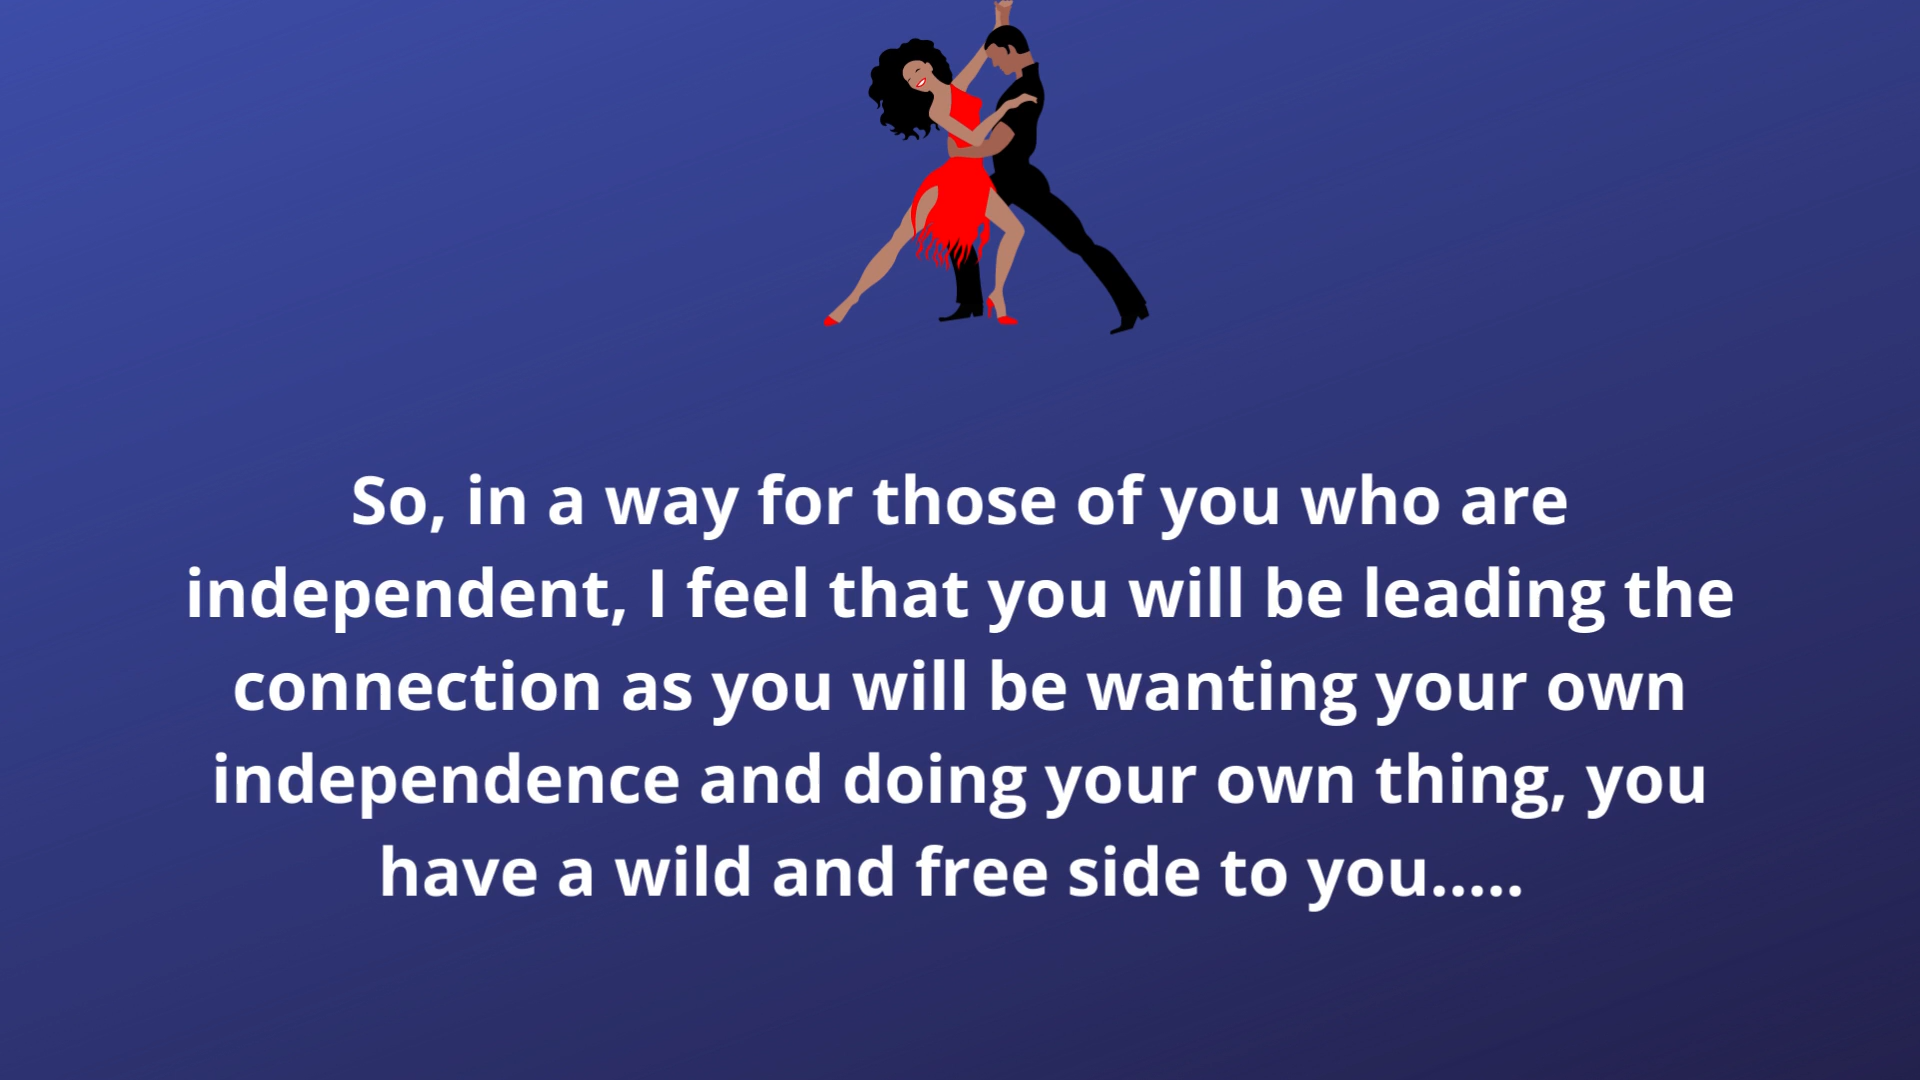 So, in a way for those of you who are
independent, I feel that you will be leading the
connection as you will be wanting your own
independence and doing your own thing, you
have a wild and free side to you.....